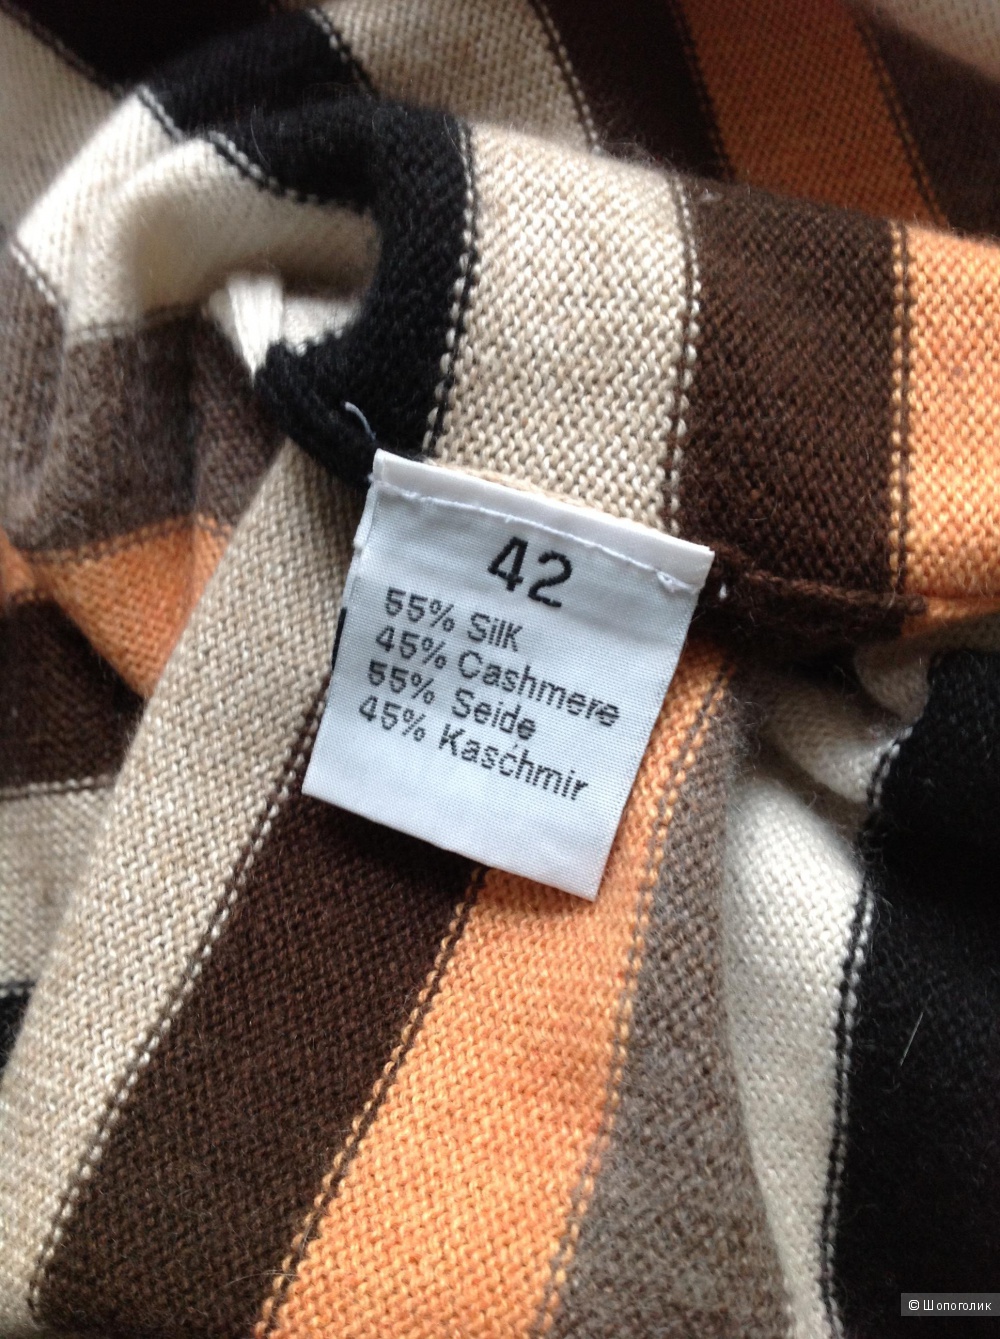 42
55% Silk
45% Cashmere
55% Seide
45% Kaschmir
© Шопоголик